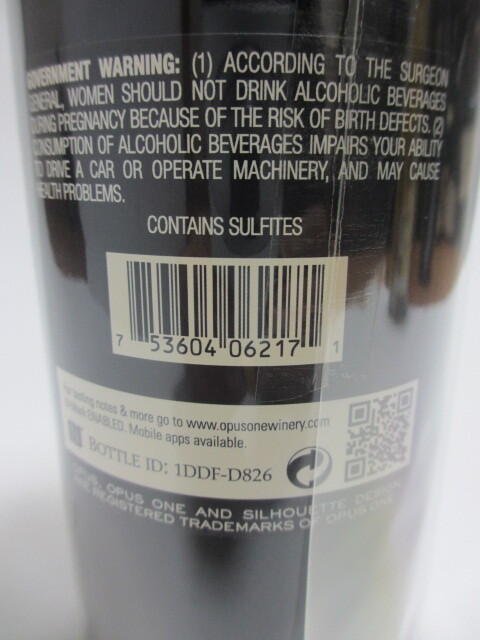 GOVERNMENT WARNING: (1) ACCORDING TO THE SURGEON
GENERAL, WOMEN SHOULD NOT DRINK ALCOHOLIC BEVERAGES
DURING PREGNANCY BECAUSE OF THE RISK OF BIRTH DEFECTS. (2)
CONSUMPTION OF ALCOHOLIC BEVERAGES IMPAIRS YOUR ABILITY
TO DRIVE A CAR OR OPERATE MACHINERY, AND MAY CAUSE
HEALTH PROBLEMS.
CONTAINS SULFITES
7 53604 06217 1
For tasting notes & more go to www.opusonewinery.com
ENABLED. Mobile apps available.
BOTTLE ID: 1DDF-D826
OPUS, OPUS ONE AND SILHOUETTE DESIGN
ARE REGISTERED TRADEMARKS OF OPUS ONE